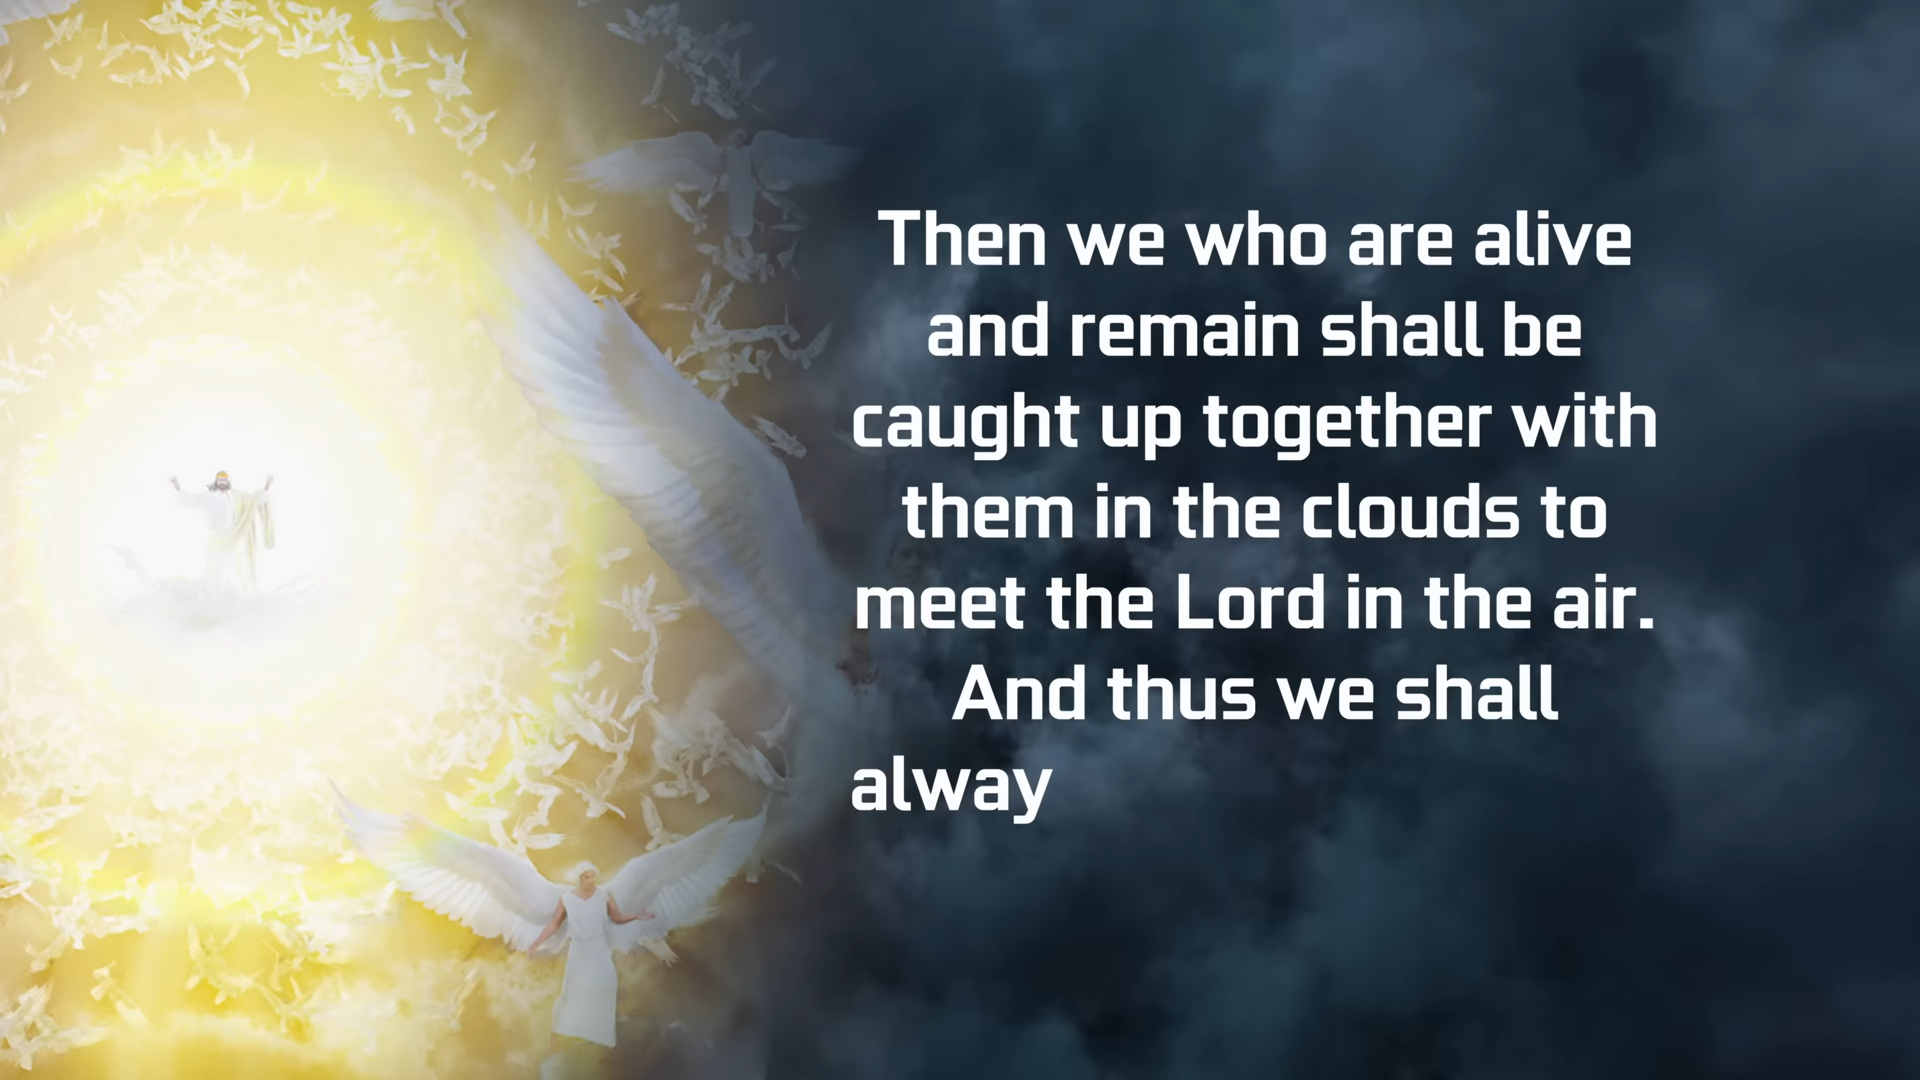 Then we who are alive
and remain shall be
caught up together with
them in the clouds to
meet the Lord in the air.
And thus we shall
alway